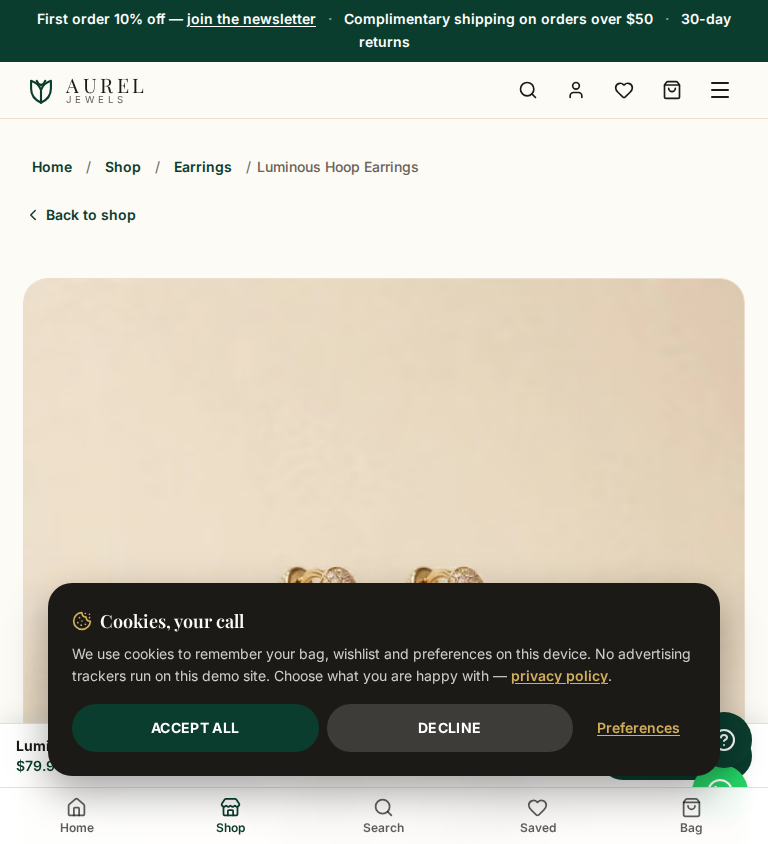 First order 10% off — join the newsletter · Complimentary shipping on orders over $50 · 30-day
returns
AUREL
JEWELS
Home / Shop / Earrings / Luminous Hoop Earrings
Back to shop
Cookies, your call
We use cookies to remember your bag, wishlist and preferences on this device. No advertising
trackers run on this demo site. Choose what you are happy with — privacy policy.
ACCEPT ALL DECLINE Preferences
Home Shop Search Saved Bag